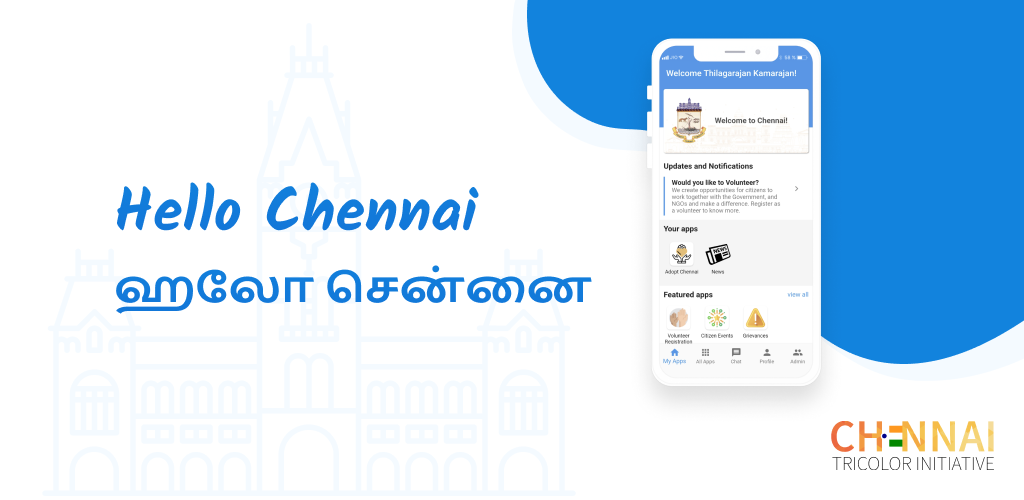 Hello Chennai
ஹலோ சென்னை
Welcome Thilagarajan Kamarajan!
Welcome to Chennai!
Updates and Notifications
Would you like to Volunteer?
We create opportunities for citizens to
work together with the Government, and
NGOs and make a difference. Register as
a volunteer to know more.
Your apps
Adopt Chennai
NEWS
News
Featured apps
view all
Volunteer
Registration
Citizen Events
Grievances
My Apps
All Apps
Chat
Profile
Admin
CHENNAI
TRICOLOR INITIATIVE